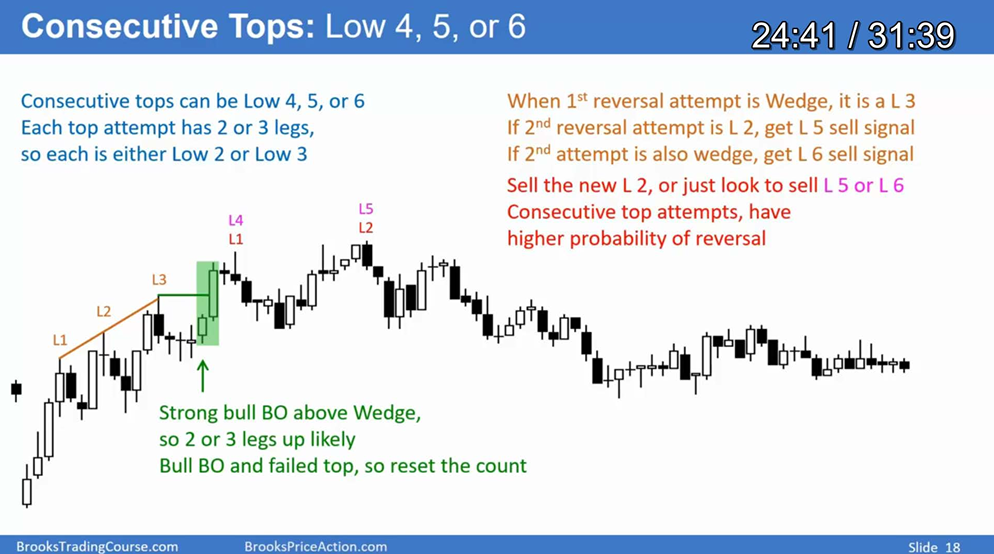 Consecutive Tops: Low 4, 5, or 6
24:41 / 31:39
Consecutive tops can be Low 4, 5, or 6
Each top attempt has 2 or 3 legs,
so each is either Low 2 or Low 3
When 1st reversal attempt is Wedge, it is a L 3
If 2nd reversal attempt is L 2, get L 5 sell signal
If 2nd attempt is also wedge, get L 6 sell signal
Sell the new L 2, or just look to sell L 5 or L 6
Consecutive top attempts, have
higher probability of reversal
L4
L1
L5
L2
L3
L2
L1
Strong bull BO above Wedge,
so 2 or 3 legs up likely
Bull BO and failed top, so reset the count
BrooksTradingCourse.com
BrooksPriceAction.com
Slide 18